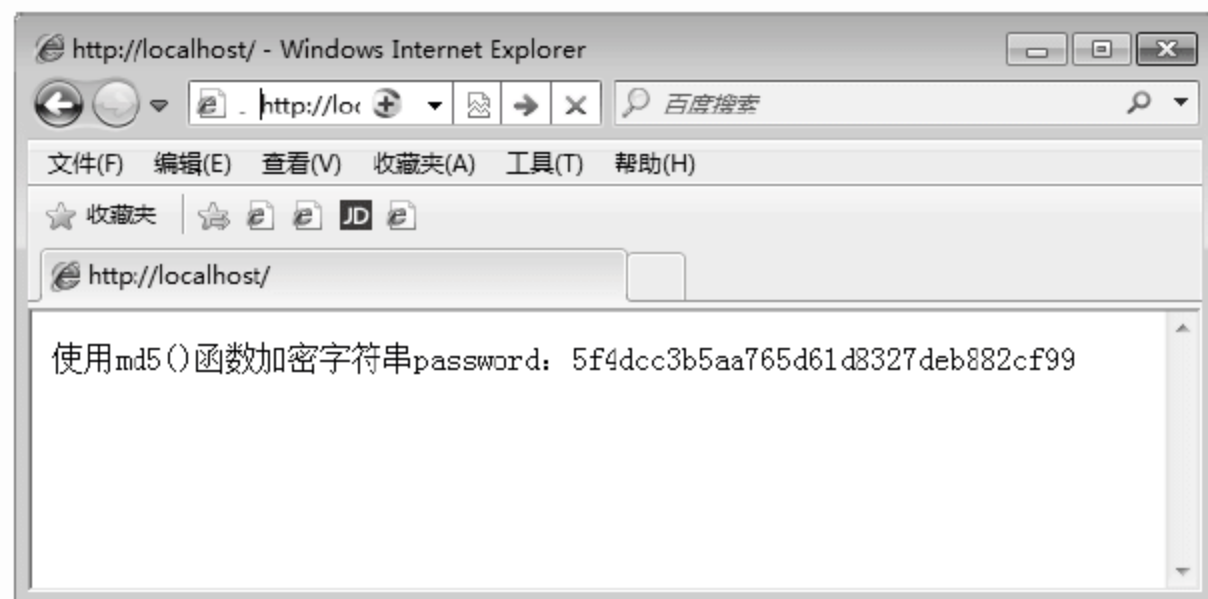 http://localhost/ - Windows Internet Explorer
http://loc 百度搜索
文件(F) 编辑(E) 查看(V) 收藏夹(A) 工具(T) 帮助(H)
收藏夹 JD
http://localhost/
使用md5()函数加密字符串password：5f4dcc3b5aa765d61d8327deb882cf99